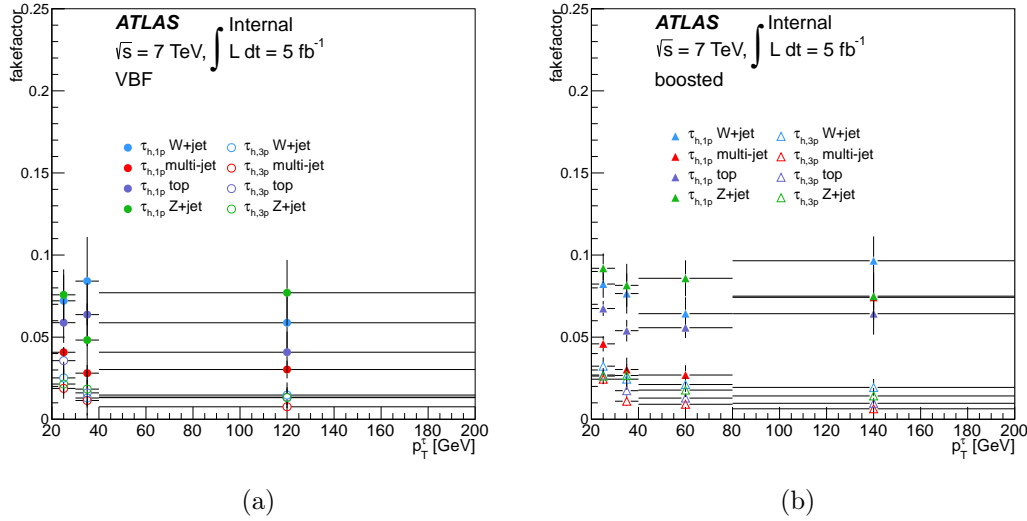 fakefactor
0.25
0.2
0.15
0.1
0.05
0
ATLAS Internal
√s = 7 TeV, ∫ L dt = 5 fb⁻¹
VBF
τh,1p W+jet τh,3p W+jet
τh,1p multi-jet τh,3p multi-jet
τh,1p top τh,3p top
τh,1p Z+jet τh,3p Z+jet
20 40 60 80 100 120 140 160 180 200
pTτ [GeV]
(a)
fakefactor
0.25
0.2
0.15
0.1
0.05
0
ATLAS Internal
√s = 7 TeV, ∫ L dt = 5 fb⁻¹
boosted
τh,1p W+jet τh,3p W+jet
τh,1p multi-jet τh,3p multi-jet
τh,1p top τh,3p top
τh,1p Z+jet τh,3p Z+jet
20 40 60 80 100 120 140 160 180 200
pTτ [GeV]
(b)